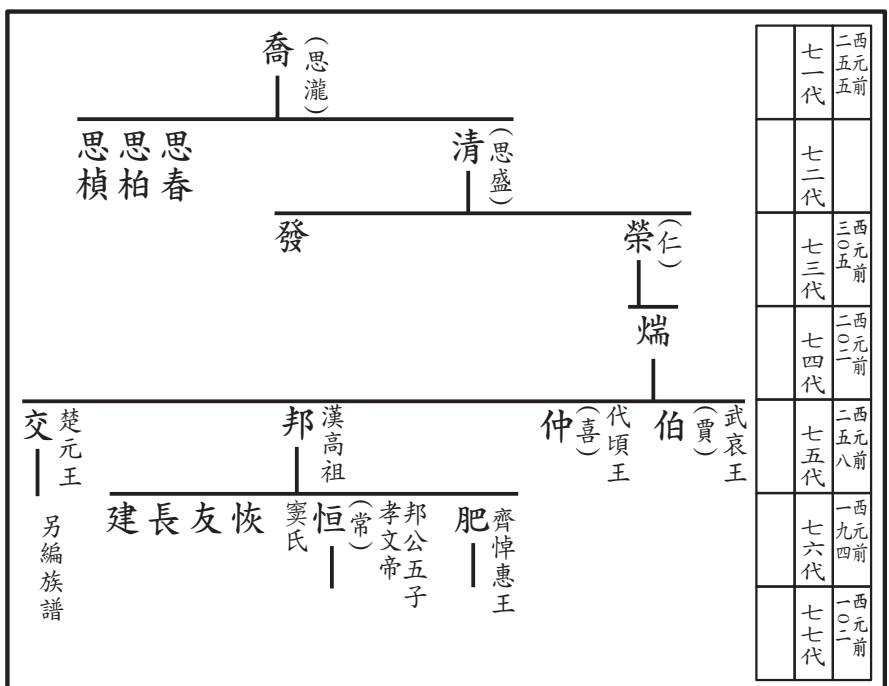 西元前二五五
七一代
喬
(思瀧)
七二代
清
(思盛)
思春
思柏
思楨
西元前三〇五
七三代
榮
(仁)
發
西元前二〇二
七四代
煓
西元前二五八
七五代
武哀王
伯
(賈)
代頃王
仲
(喜)
漢高祖
邦
楚元王
交
西元前一九四
七六代
齊悼惠王
肥
邦公五子
孝文帝
恒
(常)
竇氏
恢
友
長
建
另編族譜
西元前一〇二
七七代